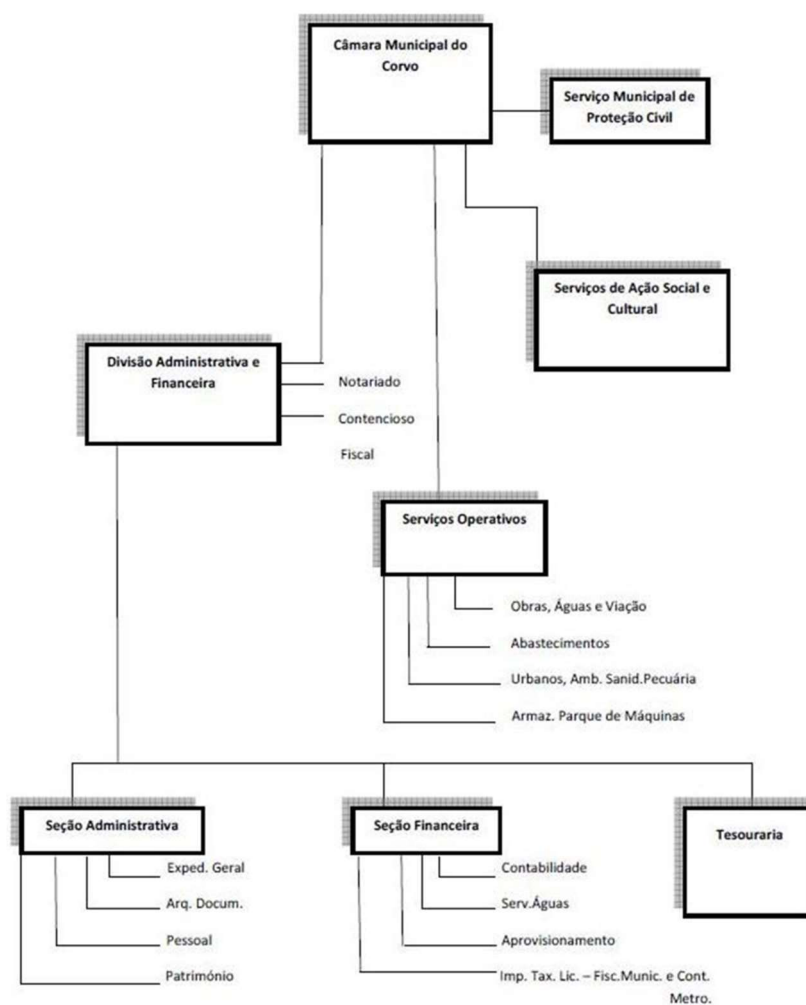 Câmara Municipal do
Corvo
Serviço Municipal de
Proteção Civil
Serviços de Ação Social e
Cultural
Divisão Administrativa e
Financeira
Notariado
Contencioso
Fiscal
Serviços Operativos
Obras, Águas e Viação
Abastecimentos
Urbanos, Amb. Sanid.Pecuária
Armaz. Parque de Máquinas
Seção Administrativa
Exped. Geral
Arq. Docum.
Pessoal
Património
Seção Financeira
Contabilidade
Serv.Águas
Aprovisionamento
Imp. Tax. Lic. – Fisc.Munic. e Cont.
Metro.
Tesouraria